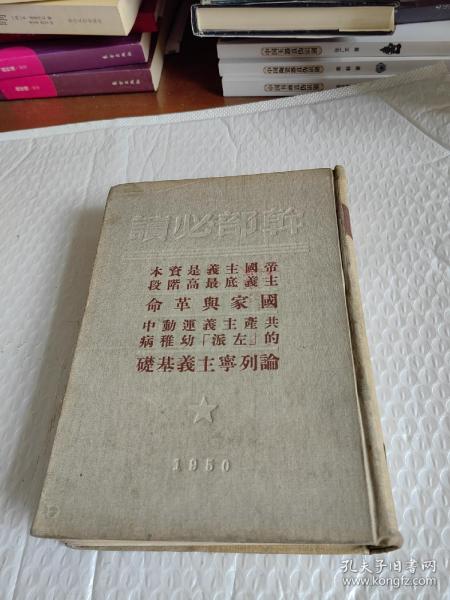 幹部必讀
帝國主義是資本
主義底最高階段
國家與革命
共產主義運動中
的「左派」幼稚病
論列寧主義基礎
1950
孔夫子旧书网
www.kongfz.com